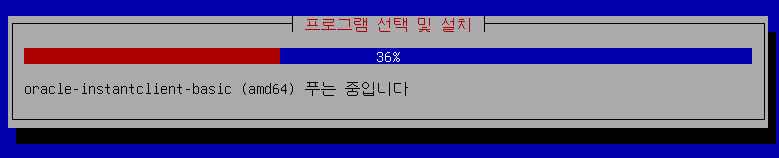 프로그램 선택 및 설치
36%
oracle-instantclient-basic (amd64) 푸는 중입니다